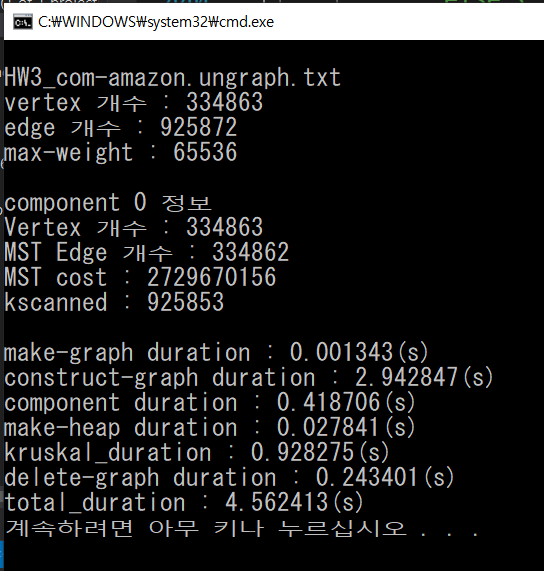 C:₩WINDOWS₩system32₩cmd.exe
HW3_com-amazon.ungraph.txt
vertex 개수 : 334863
edge 개수 : 925872
max-weight : 65536
component 0 정보
Vertex 개수 : 334863
MST Edge 개수 : 334862
MST cost : 2729670156
kscanned : 925853
make-graph duration : 0.001343(s)
construct-graph duration : 2.942847(s)
component duration : 0.418706(s)
make-heap duration : 0.027841(s)
kruskal_duration : 0.928275(s)
delete-graph duration : 0.243401(s)
total_duration : 4.562413(s)
계속하려면 아무 키나 누르십시오 . . .